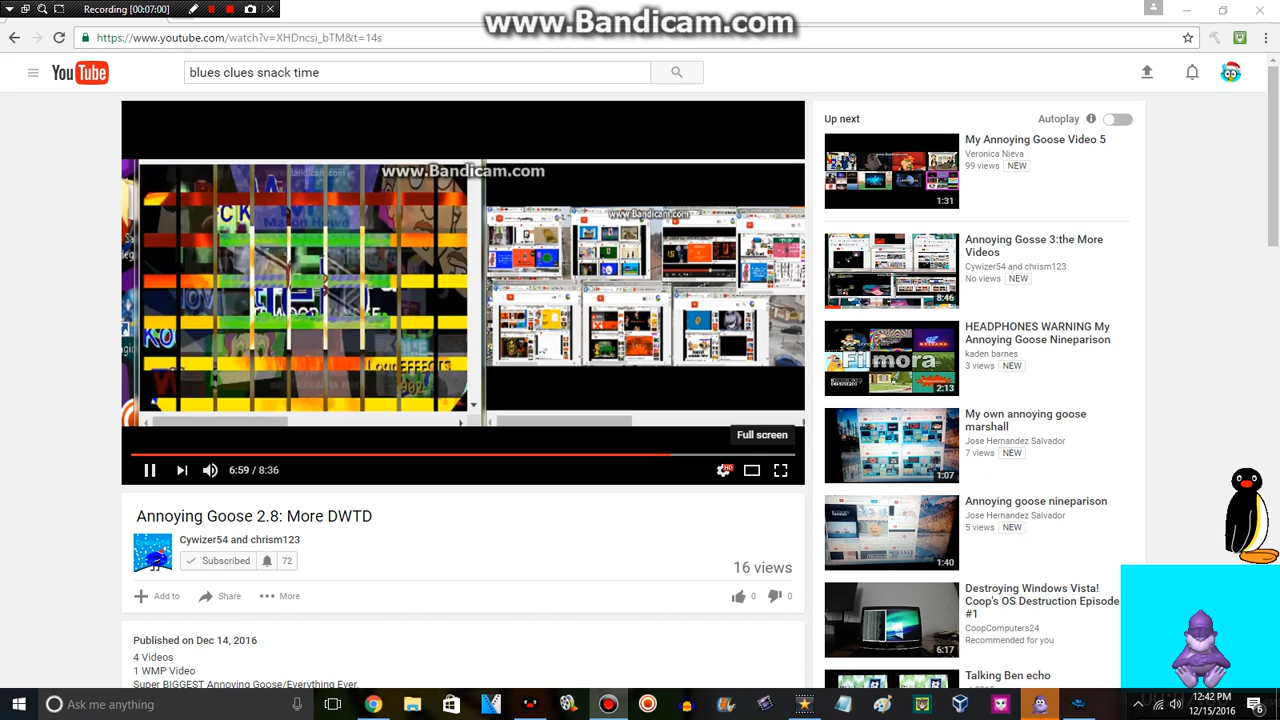 Recording [00:07:00]
www.Bandicam.com
https://www.youtube.com/watch?v=XHDncsi_bTM&t=14s
YouTube
blues clues snack time
www.Bandicam.com
www.Bandicam.com
Full screen
6:59 / 8:36
HD
Annoying Goose 2.8: More DWTD
Cywizer54 and chrism123
Subscribed
72
16 views
Add to
Share
More
0
0
Published on Dec 14, 2016
4 Videos
1 WMP Video
Super BIGGEST Annoying Goose/Everything Ever.
Up next
Autoplay
My Annoying Goose Video 5
Veronica Nieva
99 views NEW
1:31
Annoying Gosse 3:the More
Videos
Cywizer54 and chrism123
No views NEW
8:46
HEADPHONES WARNING My
Annoying Goose Nineparison
kaden barnes
3 views NEW
Filmora
2:13
My own annoying goose
marshall
Jose Hernandez Salvador
7 views NEW
1:07
Annoying goose nineparison
Jose Hernandez Salvador
5 views NEW
1:40
Destroying Windows Vista!
Coop's OS Destruction Episode
#1
CoopComputers24
Recommended for you
6:17
Talking Ben echo
Ask me anything
12:42 PM
12/15/2016
6